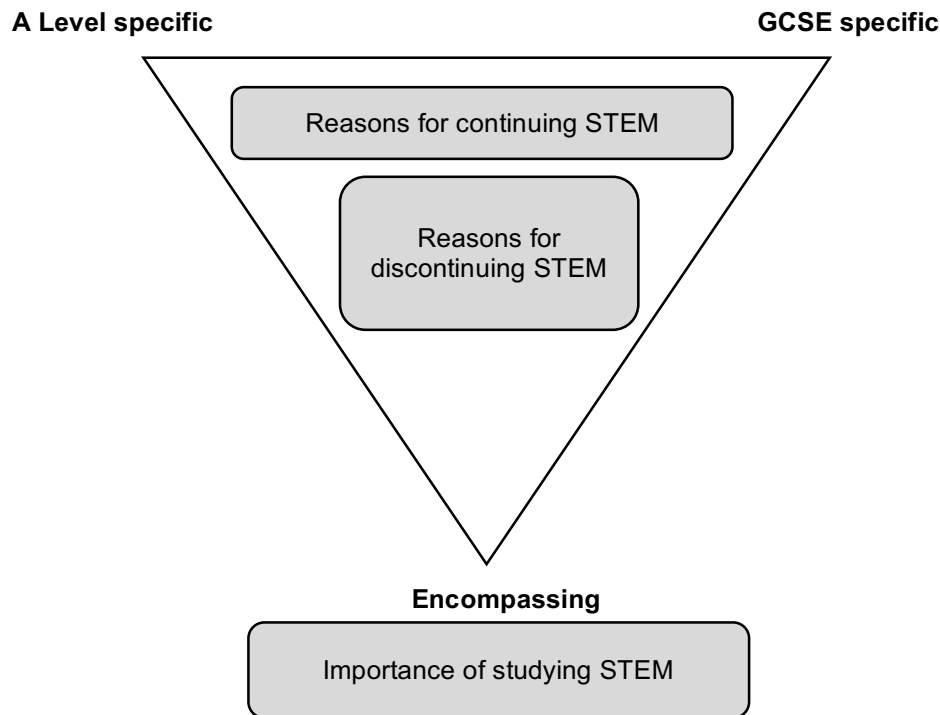 A Level specific
GCSE specific
Reasons for continuing STEM
Reasons for
discontinuing STEM
Encompassing
Importance of studying STEM